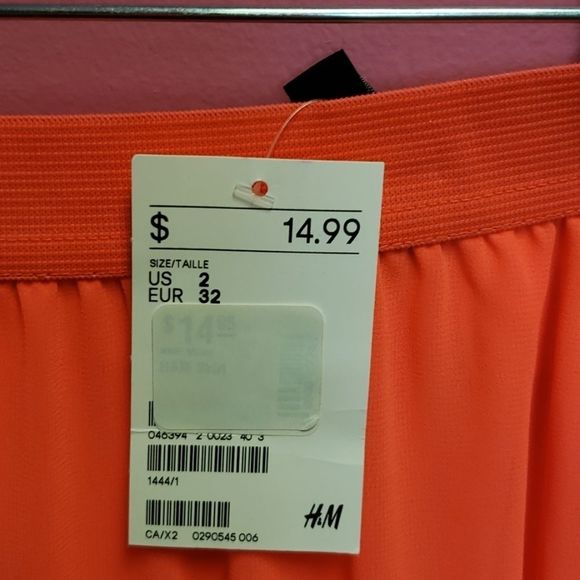 $ 14.99
SIZE/TAILLE
US 2
EUR 32
$14
046394 2 0023 40 3
1444/1
H&M
CA/X2 0290545 006